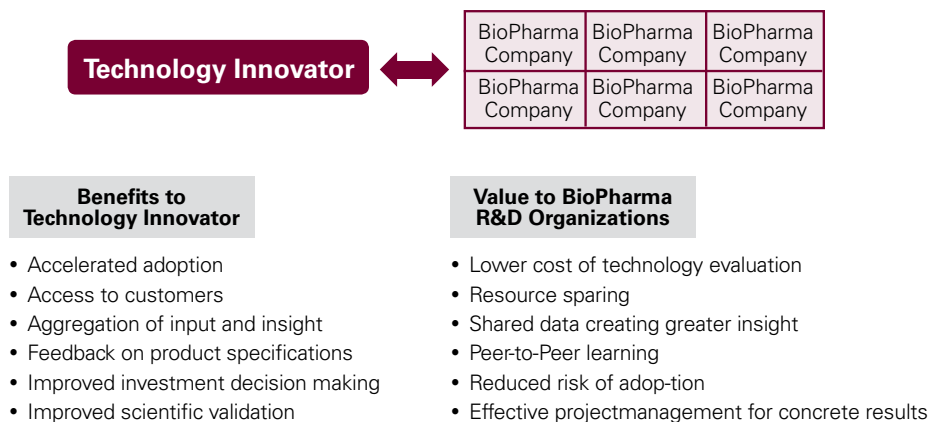 Technology Innovator
BioPharma Company
BioPharma Company
BioPharma Company
BioPharma Company
BioPharma Company
BioPharma Company
Benefits to
Technology Innovator
• Accelerated adoption
• Access to customers
• Aggregation of input and insight
• Feedback on product specifications
• Improved investment decision making
• Improved scientific validation
Value to BioPharma
R&D Organizations
• Lower cost of technology evaluation
• Resource sparing
• Shared data creating greater insight
• Peer-to-Peer learning
• Reduced risk of adop-tion
• Effective projectmanagement for concrete results